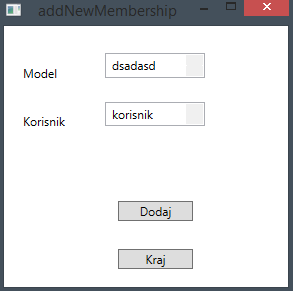 addNewMembership
Model
dsadasd
Korisnik
korisnik
Dodaj
Kraj